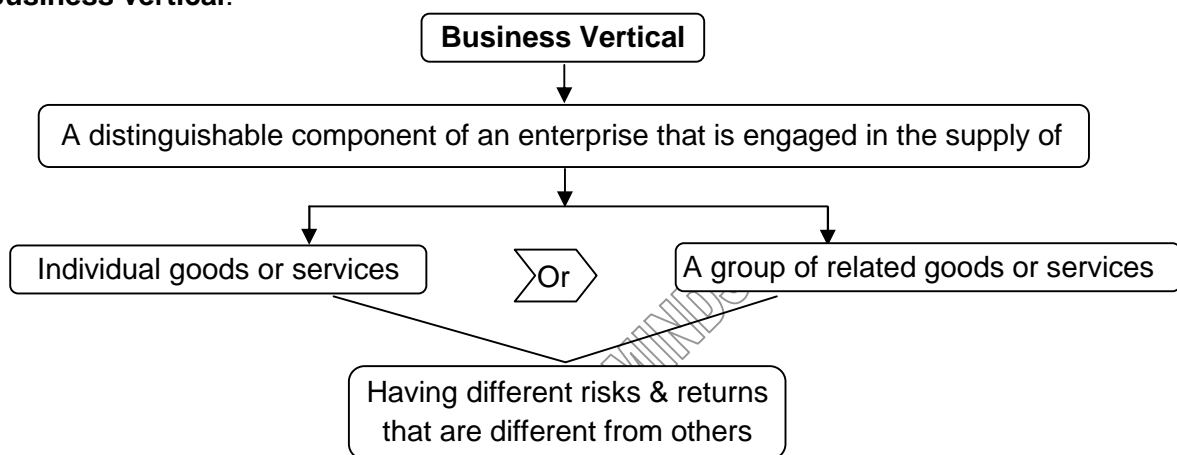 Business Vertical.
Business Vertical
A distinguishable component of an enterprise that is engaged in the supply of
Individual goods or services
Or
A group of related goods or services
MINDS
Having different risks & returns
that are different from others